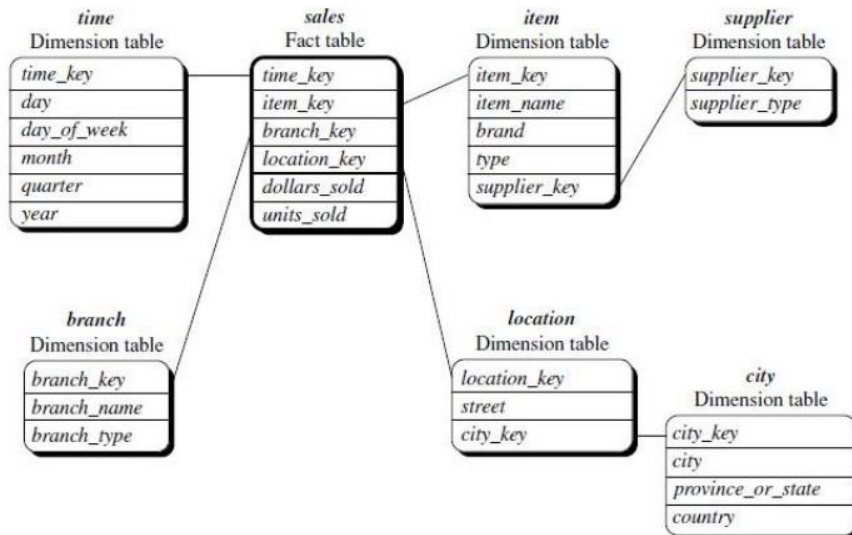 time
Dimension table
time_key
day
day_of_week
month
quarter
year
sales
Fact table
time_key
item_key
branch_key
location_key
dollars_sold
units_sold
item
Dimension table
item_key
item_name
brand
type
supplier_key
supplier
Dimension table
supplier_key
supplier_type
branch
Dimension table
branch_key
branch_name
branch_type
location
Dimension table
location_key
street
city_key
city
Dimension table
city_key
city
province_or_state
country